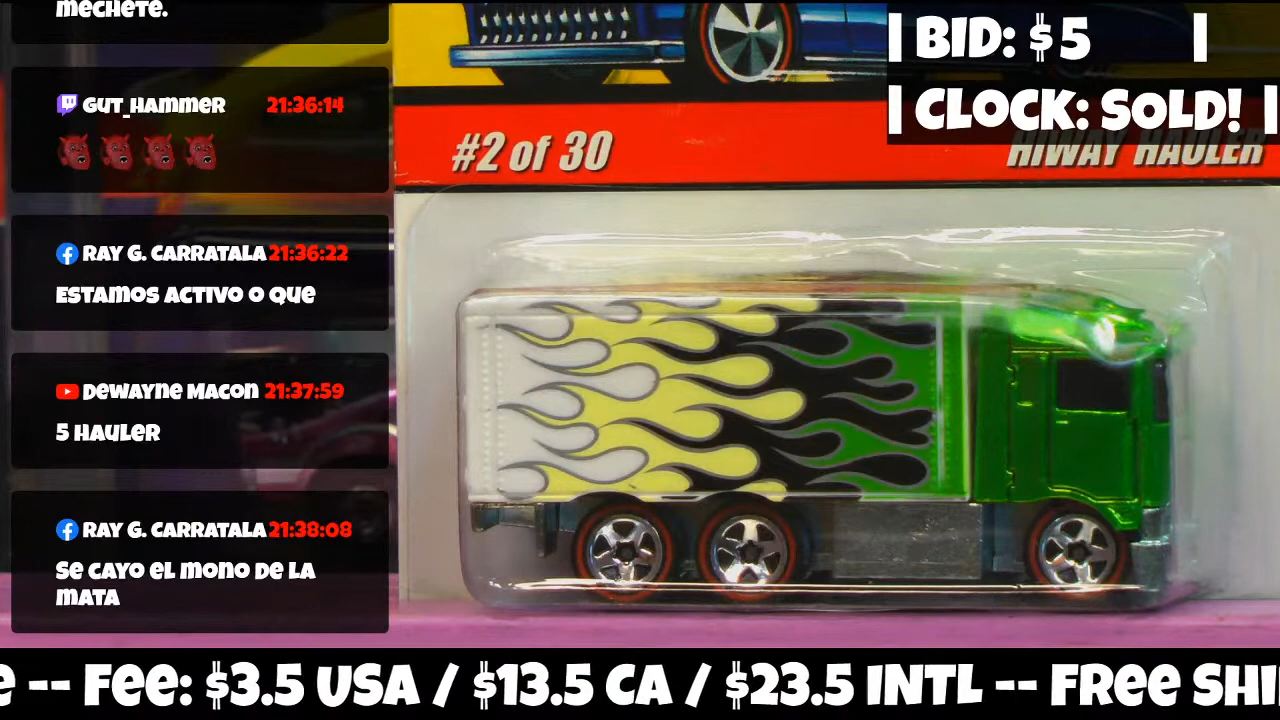 mechete.
Gut_Hammer 21:36:14
Ray G. Carratala 21:36:22
Estamos activo o que
Dewayne Macon 21:37:59
5 hauler
Ray G. Carratala 21:38:08
Se cayo el mono de la
mata
| BID: $5 |
| CLOCK: SOLD! |
#2 of 30
HIWAY HAULER
e -- Fee: $3.5 USA / $13.5 CA / $23.5 INTL -- Free Shi